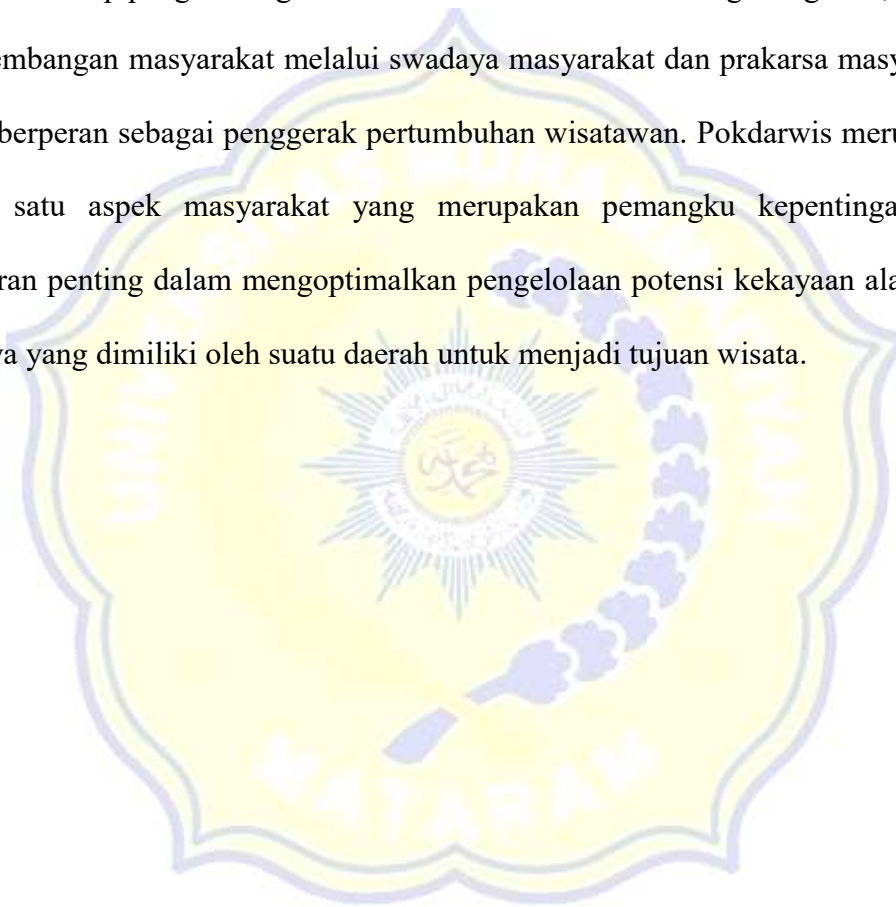 embangan masyarakat melalui swadaya masyarakat dan prakarsa masy
berperan sebagai penggerak pertumbuhan wisatawan. Pokdarwis meru
satu aspek masyarakat yang merupakan pemangku kepentinga
ran penting dalam mengoptimalkan pengelolaan potensi kekayaan ala
a yang dimiliki oleh suatu daerah untuk menjadi tujuan wisata.
UNIVERSITAS MUHAMMADIYAH
MATARAM